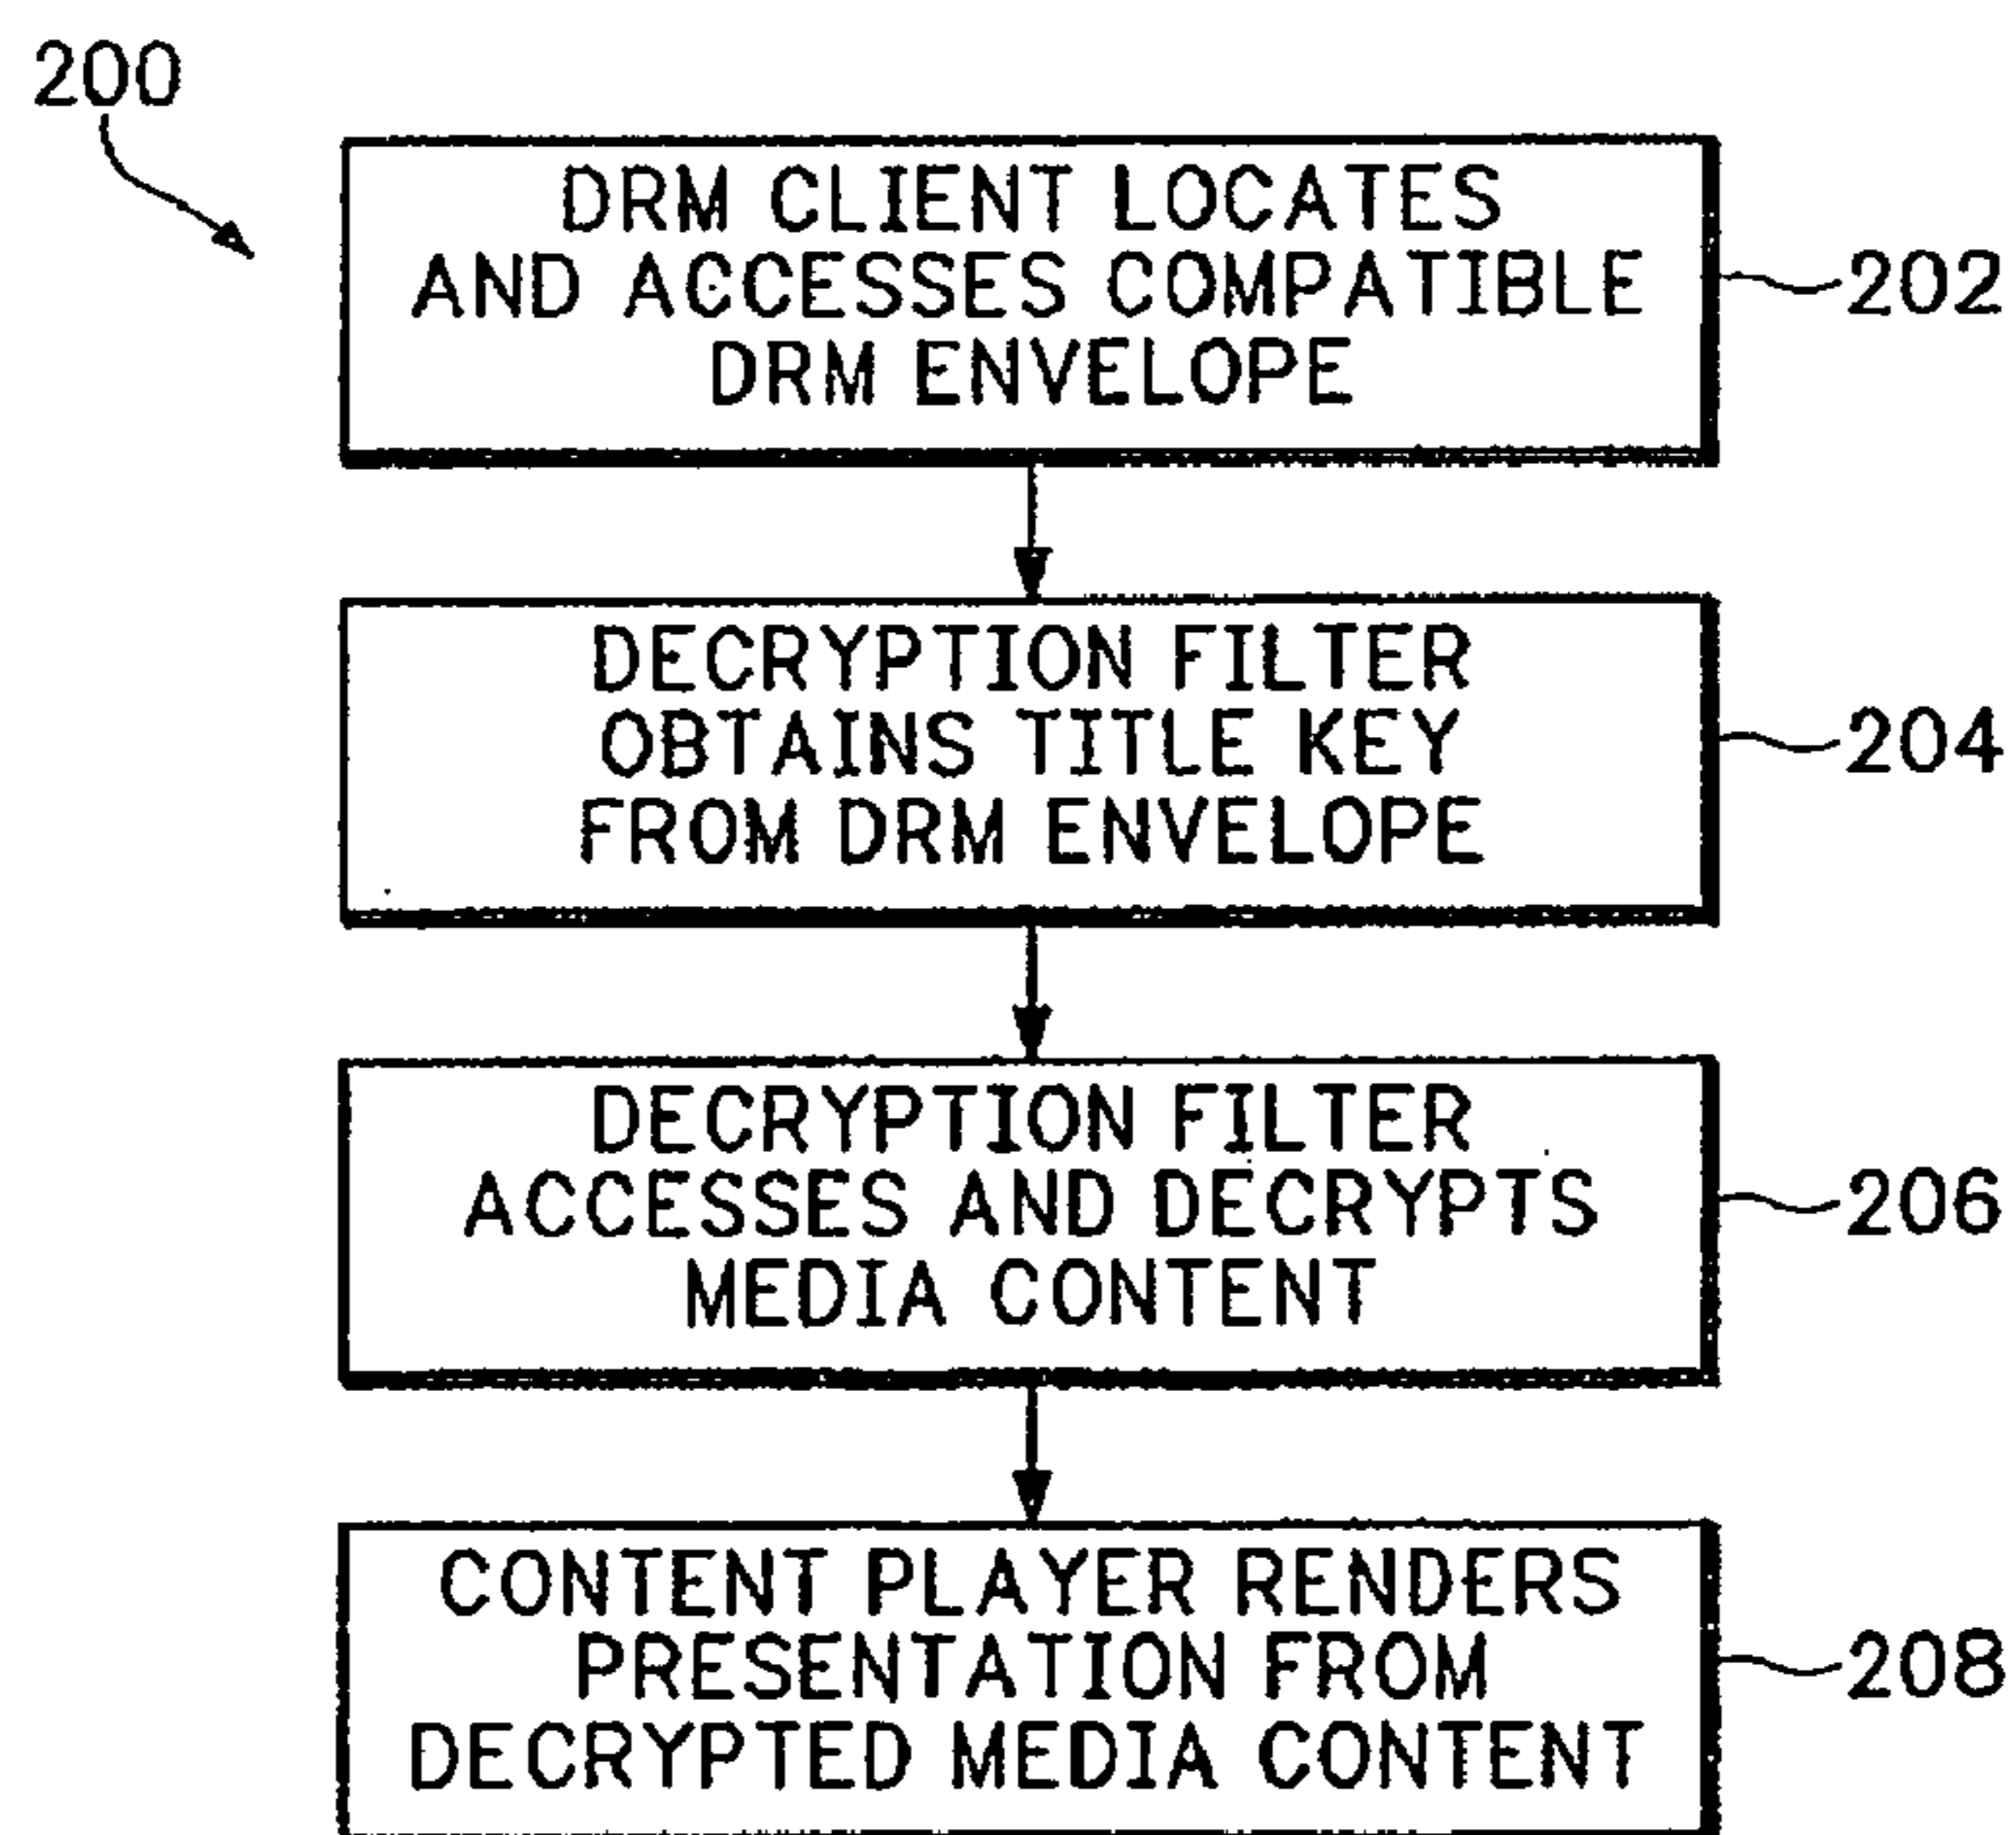 200
DRM CLIENT LOCATES
AND ACCESSES COMPATIBLE
DRM ENVELOPE
202
DECRYPTION FILTER
OBTAINS TITLE KEY
FROM DRM ENVELOPE
204
DECRYPTION FILTER
ACCESSES AND DECRYPTS
MEDIA CONTENT
206
CONTENT PLAYER RENDERS
PRESENTATION FROM
DECRYPTED MEDIA CONTENT
208